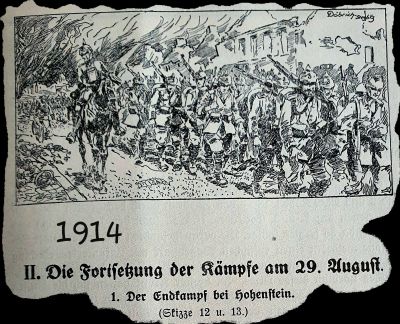 1914
II. Die Fortsetzung der Kämpfe am 29. August.
1. Der Endkampf bei Hohenstein.
(Skizze 12 u. 13.)